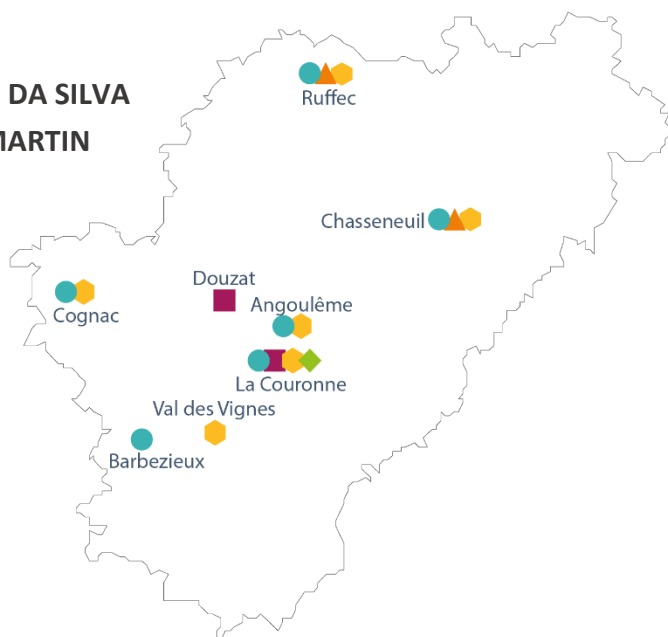 DA SILVA
MARTIN
Ruffec
Chasseneuil
Douzat
Angoulême
Cognac
La Couronne
Val des Vignes
Barbezieux